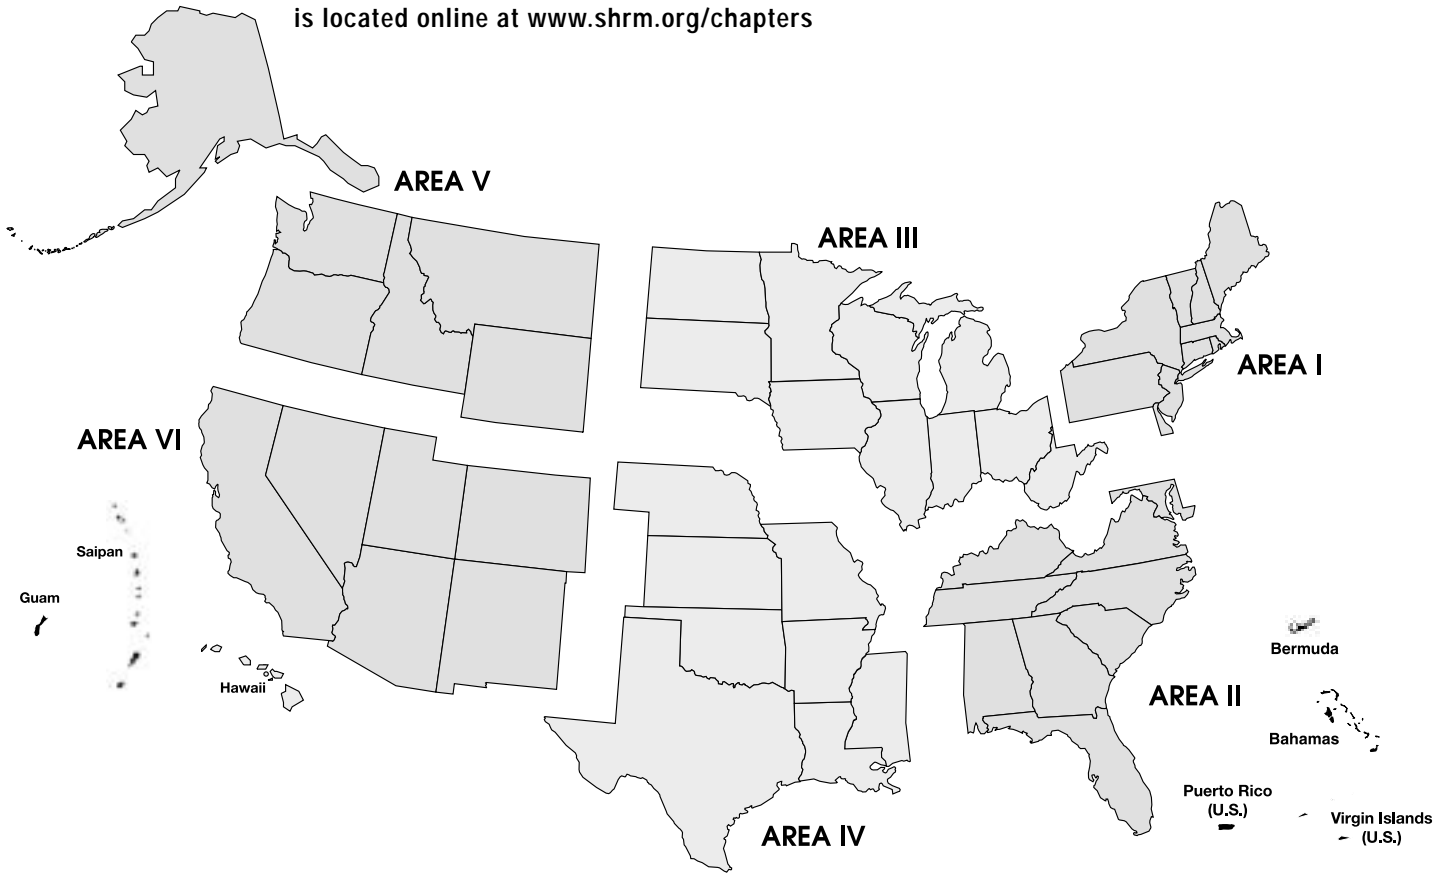 is located online at www.shrm.org/chapters
AREA V
AREA III
AREA I
AREA VI
Saipan
Guam
Hawaii
Bermuda
AREA II
Bahamas
Puerto Rico
(U.S.)
Virgin Islands
(U.S.)
AREA IV